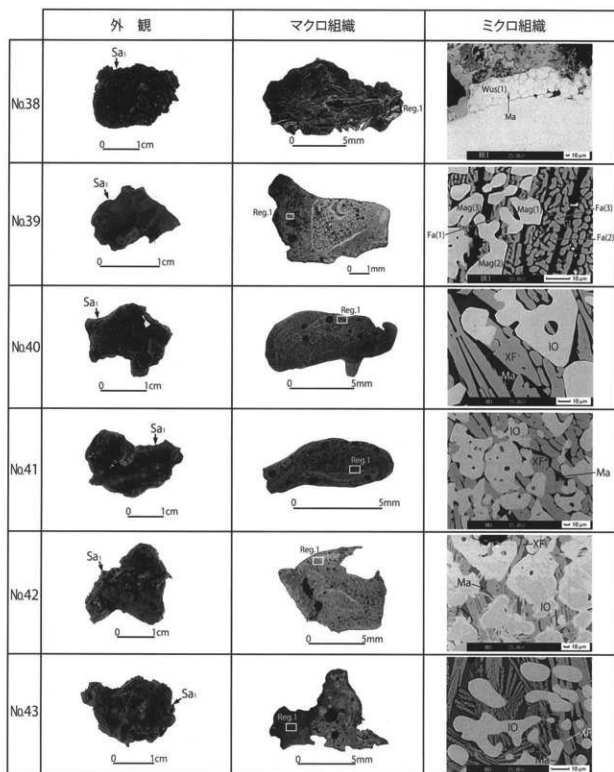 外 観 マクロ組織 ミクロ組織
No.38
Sa₁
0 1cm
Reg.1
0 5mm
Wus(1)
Ma
10μm
No.39
Sa₁
0 1cm
Reg.1
0 1mm
Mag(3)
Mag(1)
Fa(3)
Fa(1)
Fa(2)
Mag(2)
10μm
No.40
Sa₁
0 1cm
Reg.1
0 5mm
IO
XF
Ma
10μm
No.41
Sa₁
0 1cm
Reg.1
0 5mm
IO
XF
Ma
10μm
No.42
Sa₁
0 1cm
Reg.1
0 5mm
XF
Ma
IO
10μm
No.43
Sa₁
0 1cm
Reg.1
0 5mm
IO
XF
Ma
10μm